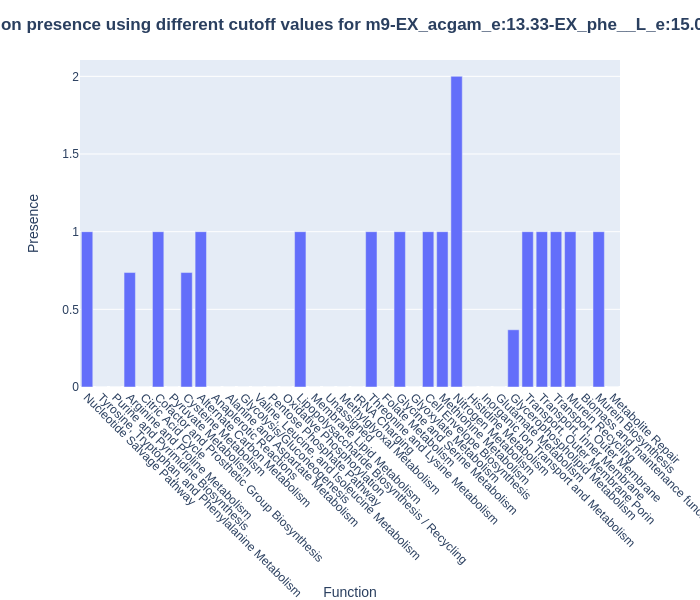 on presence using different cutoff values for m9-EX_acgam_e:13.33-EX_phe__L_e:15.0
2
1.5
1
0.5
0
Presence
Nucleotide Salvage Pathway
Tyrosine, Tryptophan, and Phenylalanine Metabolism
Purine and Pyrimidine Biosynthesis
Arginine and Proline Metabolism
Citric Acid Cycle
Cofactor and Prosthetic Group Biosynthesis
Pyruvate Metabolism
Cysteine Metabolism
Alternate Carbon Metabolism
Anaplerotic Reactions
Alanine and Aspartate Metabolism
Glycolysis/Gluconeogenesis
Valine, Leucine, and Isoleucine Metabolism
Pentose Phosphate Pathway
Oxidative Phosphorylation
Lipopolysaccharide Biosynthesis / Recycling
Membrane Lipid Metabolism
Unassigned
Methylglyoxal Metabolism
tRNA Charging
Threonine and Lysine Metabolism
Folate Metabolism
Glycine and Serine Metabolism
Glyoxylate Metabolism
Cell Envelope Biosynthesis
Methionine Metabolism
Nitrogen Metabolism
Histidine Metabolism
Inorganic Ion Transport and Metabolism
Glutamate Metabolism
Glycerophospholipid Metabolism
Transport, Outer Membrane Porin
Transport, Inner Membrane
Transport, Outer Membrane
Murein Recycling
Biomass and maintenance func
Murein Biosynthesis
Metabolite Repair
Function